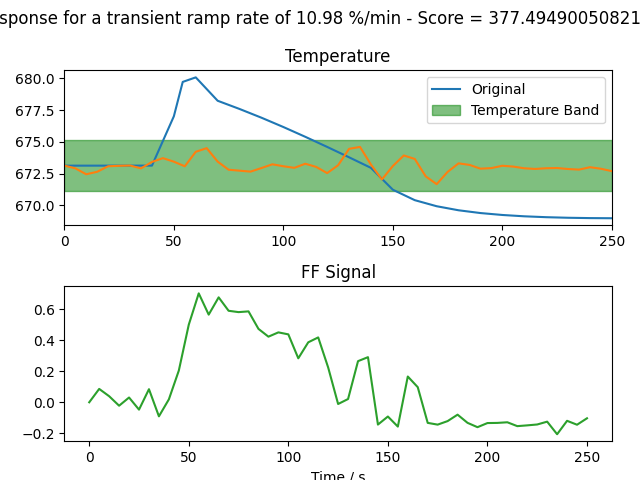 sponse for a transient ramp rate of 10.98 %/min - Score = 377.49490050821
Temperature
680.0
677.5
675.0
672.5
670.0
Original
Temperature Band
0 50 100 150 200 250
FF Signal
0.6
0.4
0.2
0.0
−0.2
0 50 100 150 200 250
Time / s